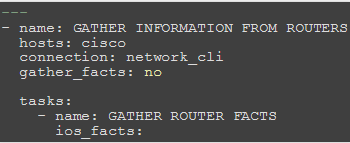 ---
- name: GATHER INFORMATION FROM ROUTERS
  hosts: cisco
  connection: network_cli
  gather_facts: no

  tasks:
    - name: GATHER ROUTER FACTS
      ios_facts: